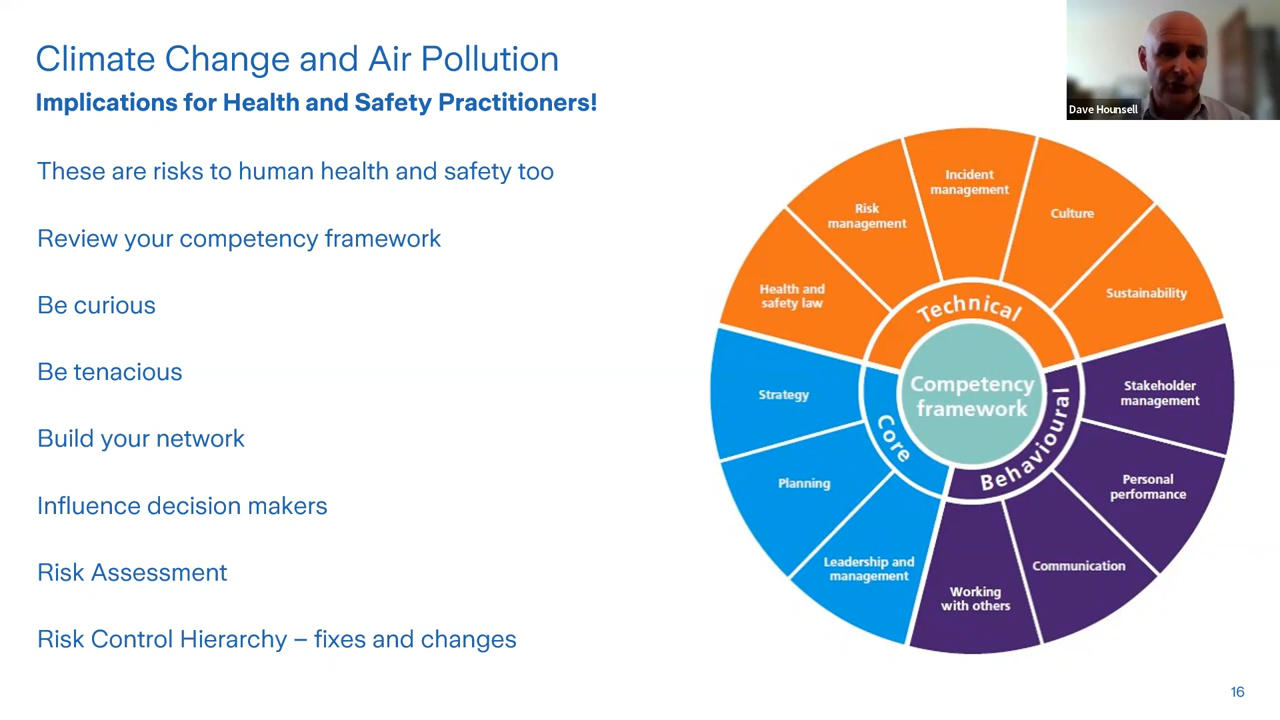 Climate Change and Air Pollution
Implications for Health and Safety Practitioners!
These are risks to human health and safety too
Review your competency framework
Be curious
Be tenacious
Build your network
Influence decision makers
Risk Assessment
Risk Control Hierarchy – fixes and changes
Dave Hounsell
Incident
management
Risk
management
Culture
Health and
safety law
Sustainability
Technical
Competency
framework
Strategy
Stakeholder
management
Core
Behavioural
Planning
Personal
performance
Leadership and
management
Communication
Working
with others
16